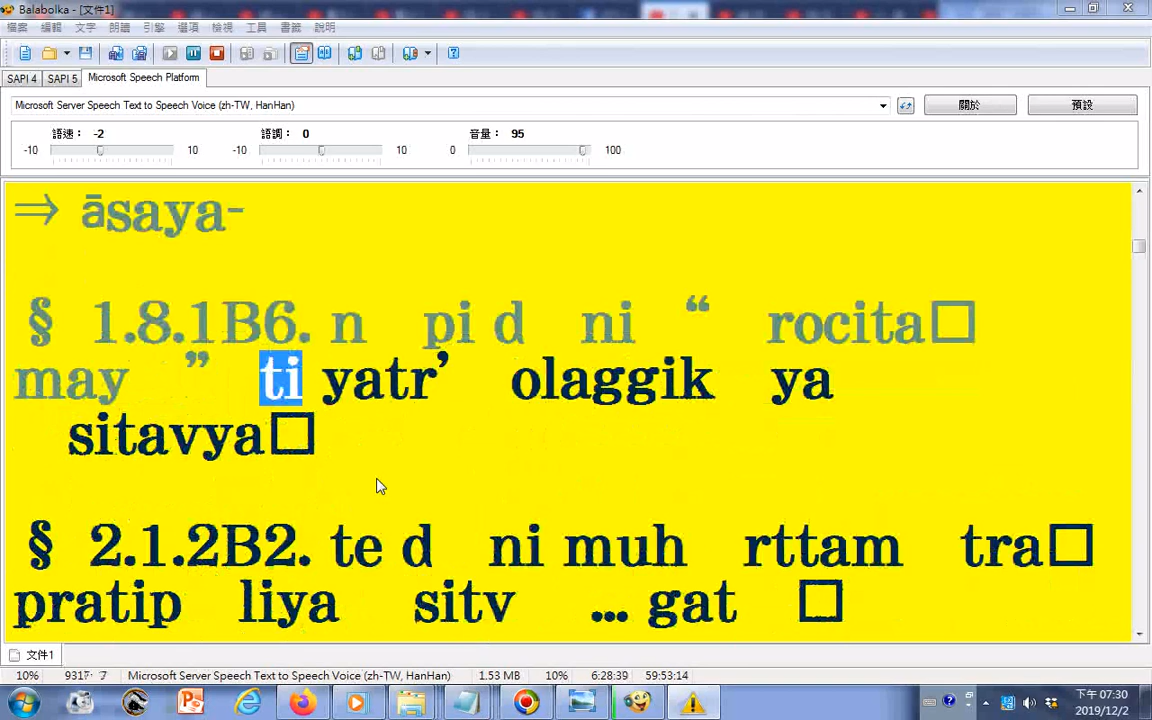 Balabolka - [文件1]
檔案 編輯 文字 朗讀 引擎 選項 檢視 工具 書籤 說明
SAPI 4 SAPI 5 Microsoft Speech Platform
Microsoft Server Speech Text to Speech Voice (zh-TW, HanHan)
關於
預設
語速： -2
語調： 0
音量： 95
-10 10 -10 10 0 100
⇒ āsaya-
§ 1.8.1B6. n pi d ni “ rocita□
may ” ti yatr’ olaggik ya
sitavya□
§ 2.1.2B2. te d ni muh rttam tra□
pratip liya sitv ... gat □
文件1
10% 9317: 7 Microsoft Server Speech Text to Speech Voice (zh-TW, HanHan) 1.53 MB 10% 6:28:39 59:53:14
下午 07:30
2019/12/2